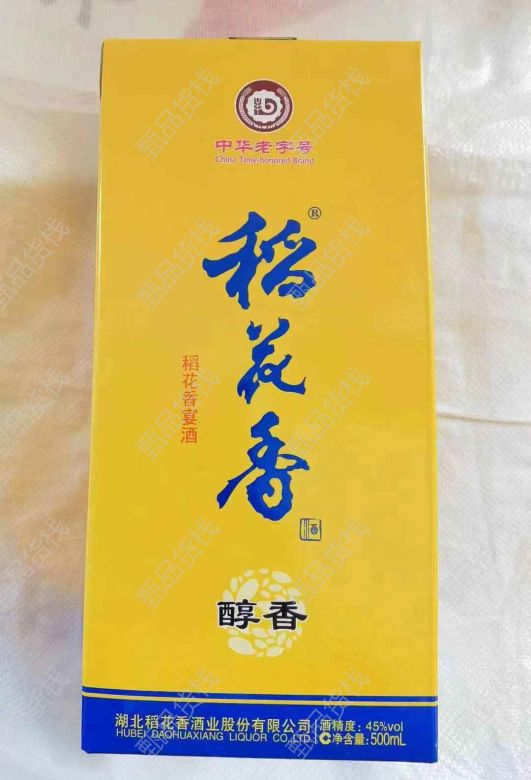 中华老字号
China Time-honored Brand
稻花香®
稻花香宴酒
酒
醇香
湖北稻花香酒业股份有限公司
HUBEI DAOHUAXIANG LIQUOR CO.,LTD.
酒精度：45%vol
C净含量：500mL
甄品货栈